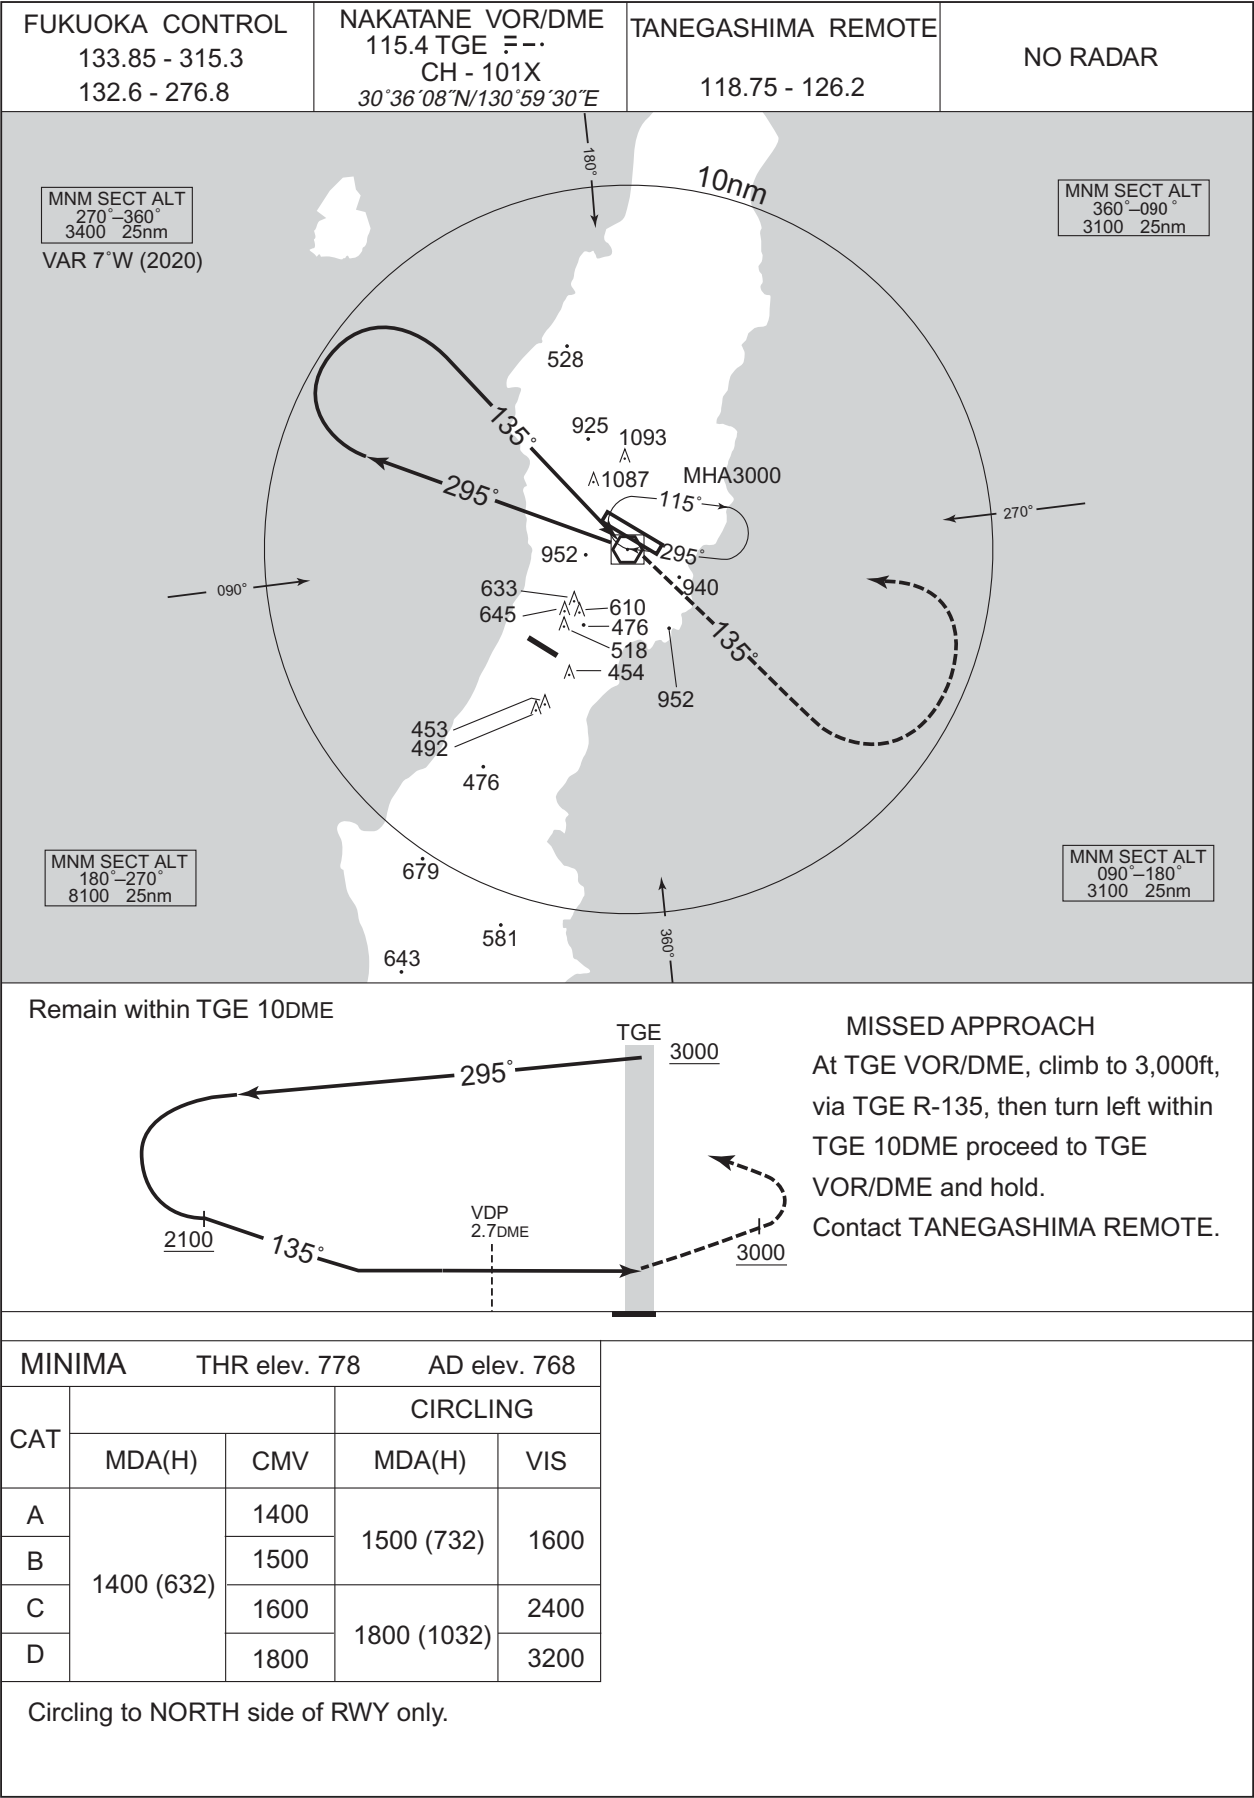 FUKUOKA CONTROL
133.85 - 315.3
132.6 - 276.8
NAKATANE VOR/DME
115.4 TGE
CH - 101X
30°36´08˝N/130°59´30˝E
TANEGASHIMA REMOTE
118.75 - 126.2
NO RADAR
180°
10nm
MNM SECT ALT
270°–360°
3400 25nm
VAR 7°W (2020)
MNM SECT ALT
360°–090°
3100 25nm
528
135°
925
1093
1087
MHA3000
115°
295°
270°
952
295°
940
090°
633
645
610
476
518
454
135°
952
453
492
476
MNM SECT ALT
180°–270°
8100 25nm
679
MNM SECT ALT
090°–180°
3100 25nm
581
360°
643
Remain within TGE 10DME
TGE
3000
295°
2100
135°
VDP
2.7DME
3000
MISSED APPROACH
At TGE VOR/DME, climb to 3,000ft,
via TGE R-135, then turn left within
TGE 10DME proceed to TGE
VOR/DME and hold.
Contact TANEGASHIMA REMOTE.
MINIMA THR elev. 778 AD elev. 768
CAT
CIRCLING
MDA(H) CMV MDA(H) VIS
A
1400
B
1500
1400 (632)
1500 (732)
1600
C
1600
2400
1800 (1032)
D
1800
3200
Circling to NORTH side of RWY only.